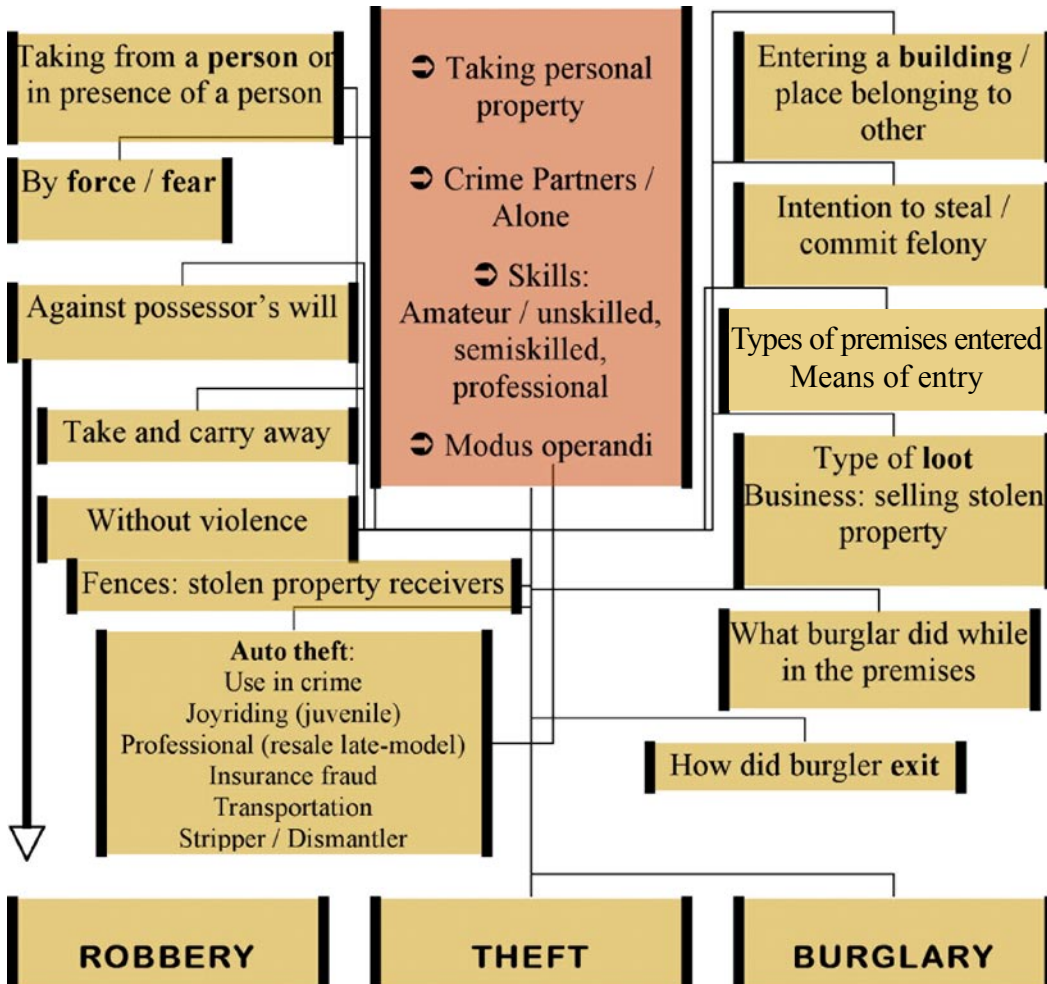 Taking from a person or
in presence of a person
By force / fear
Against possessor’s will
Take and carry away
Without violence
Fences: stolen property receivers
Auto theft:
Use in crime
Joyriding (juvenile)
Professional (resale late-model)
Insurance fraud
Transportation
Stripper / Dismantler
➲ Taking personal
property
➲ Crime Partners /
Alone
➲ Skills:
Amateur / unskilled,
semiskilled,
professional
➲ Modus operandi
Entering a building /
place belonging to
other
Intention to steal /
commit felony
Types of premises entered
Means of entry
Type of loot
Business: selling stolen
property
What burglar did while
in the premises
How did burgler exit
ROBBERY
THEFT
BURGLARY